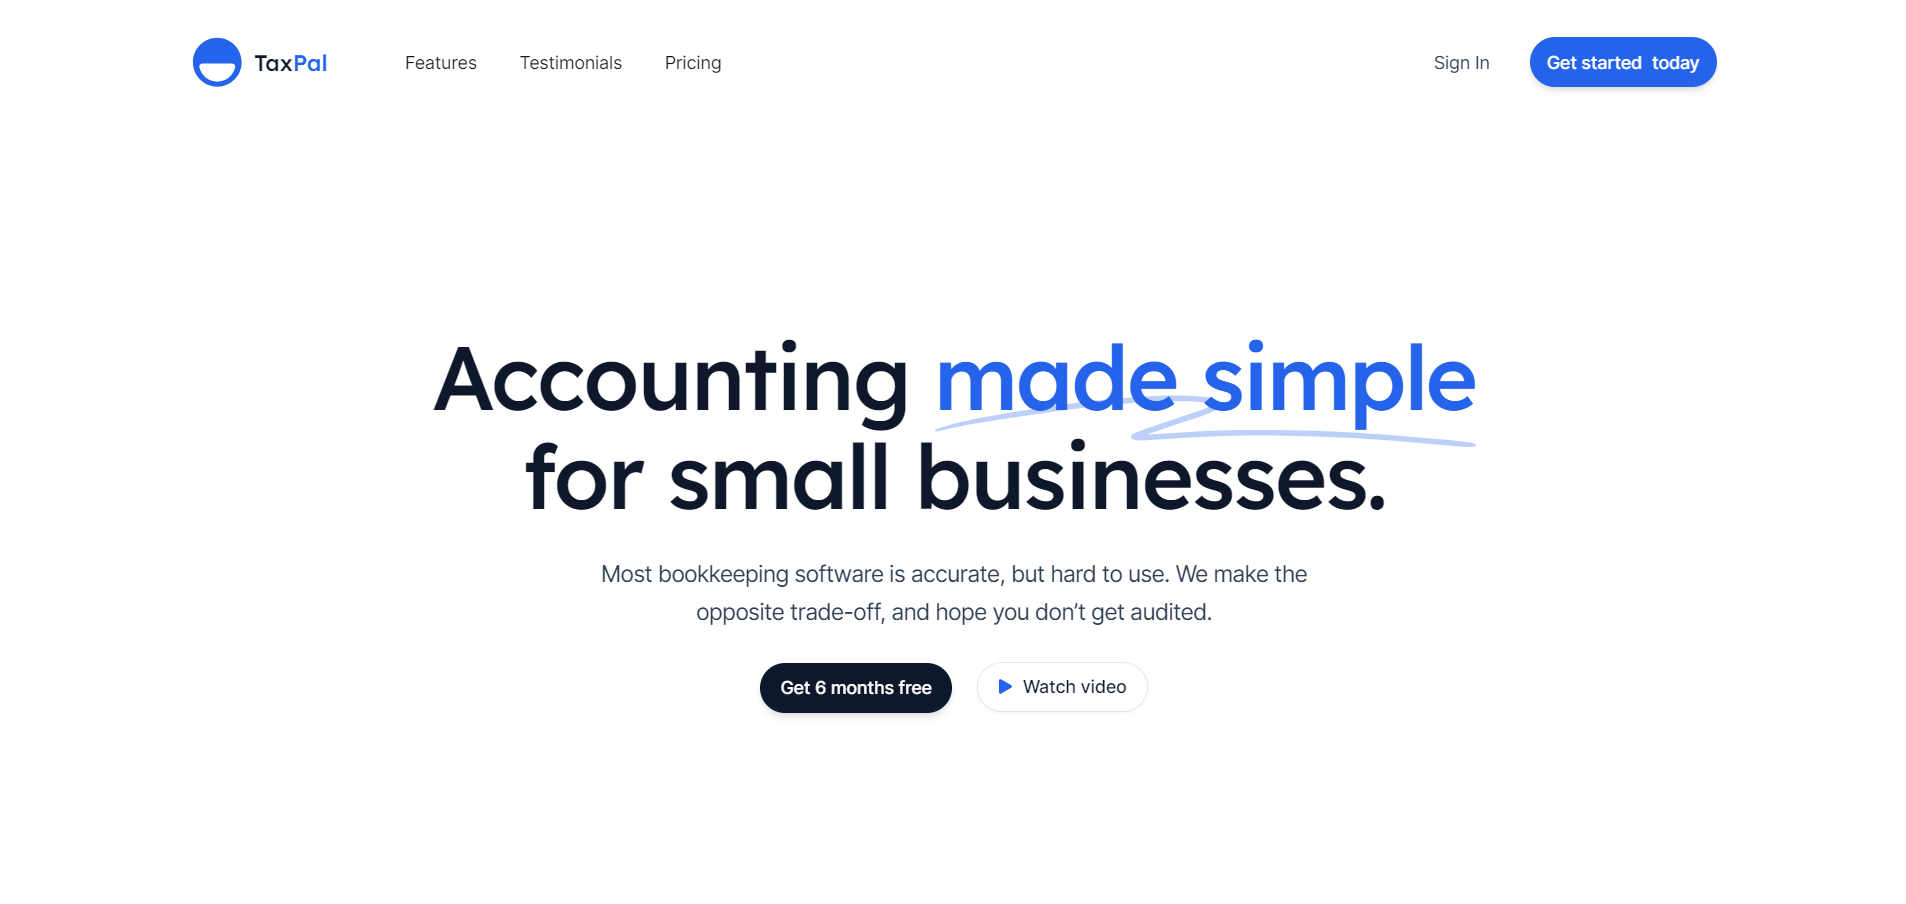 TaxPal
Features
Testimonials
Pricing
Sign In
Get started today
Accounting made simple
for small businesses.
Most bookkeeping software is accurate, but hard to use. We make the
opposite trade-off, and hope you don’t get audited.
Get 6 months free
Watch video